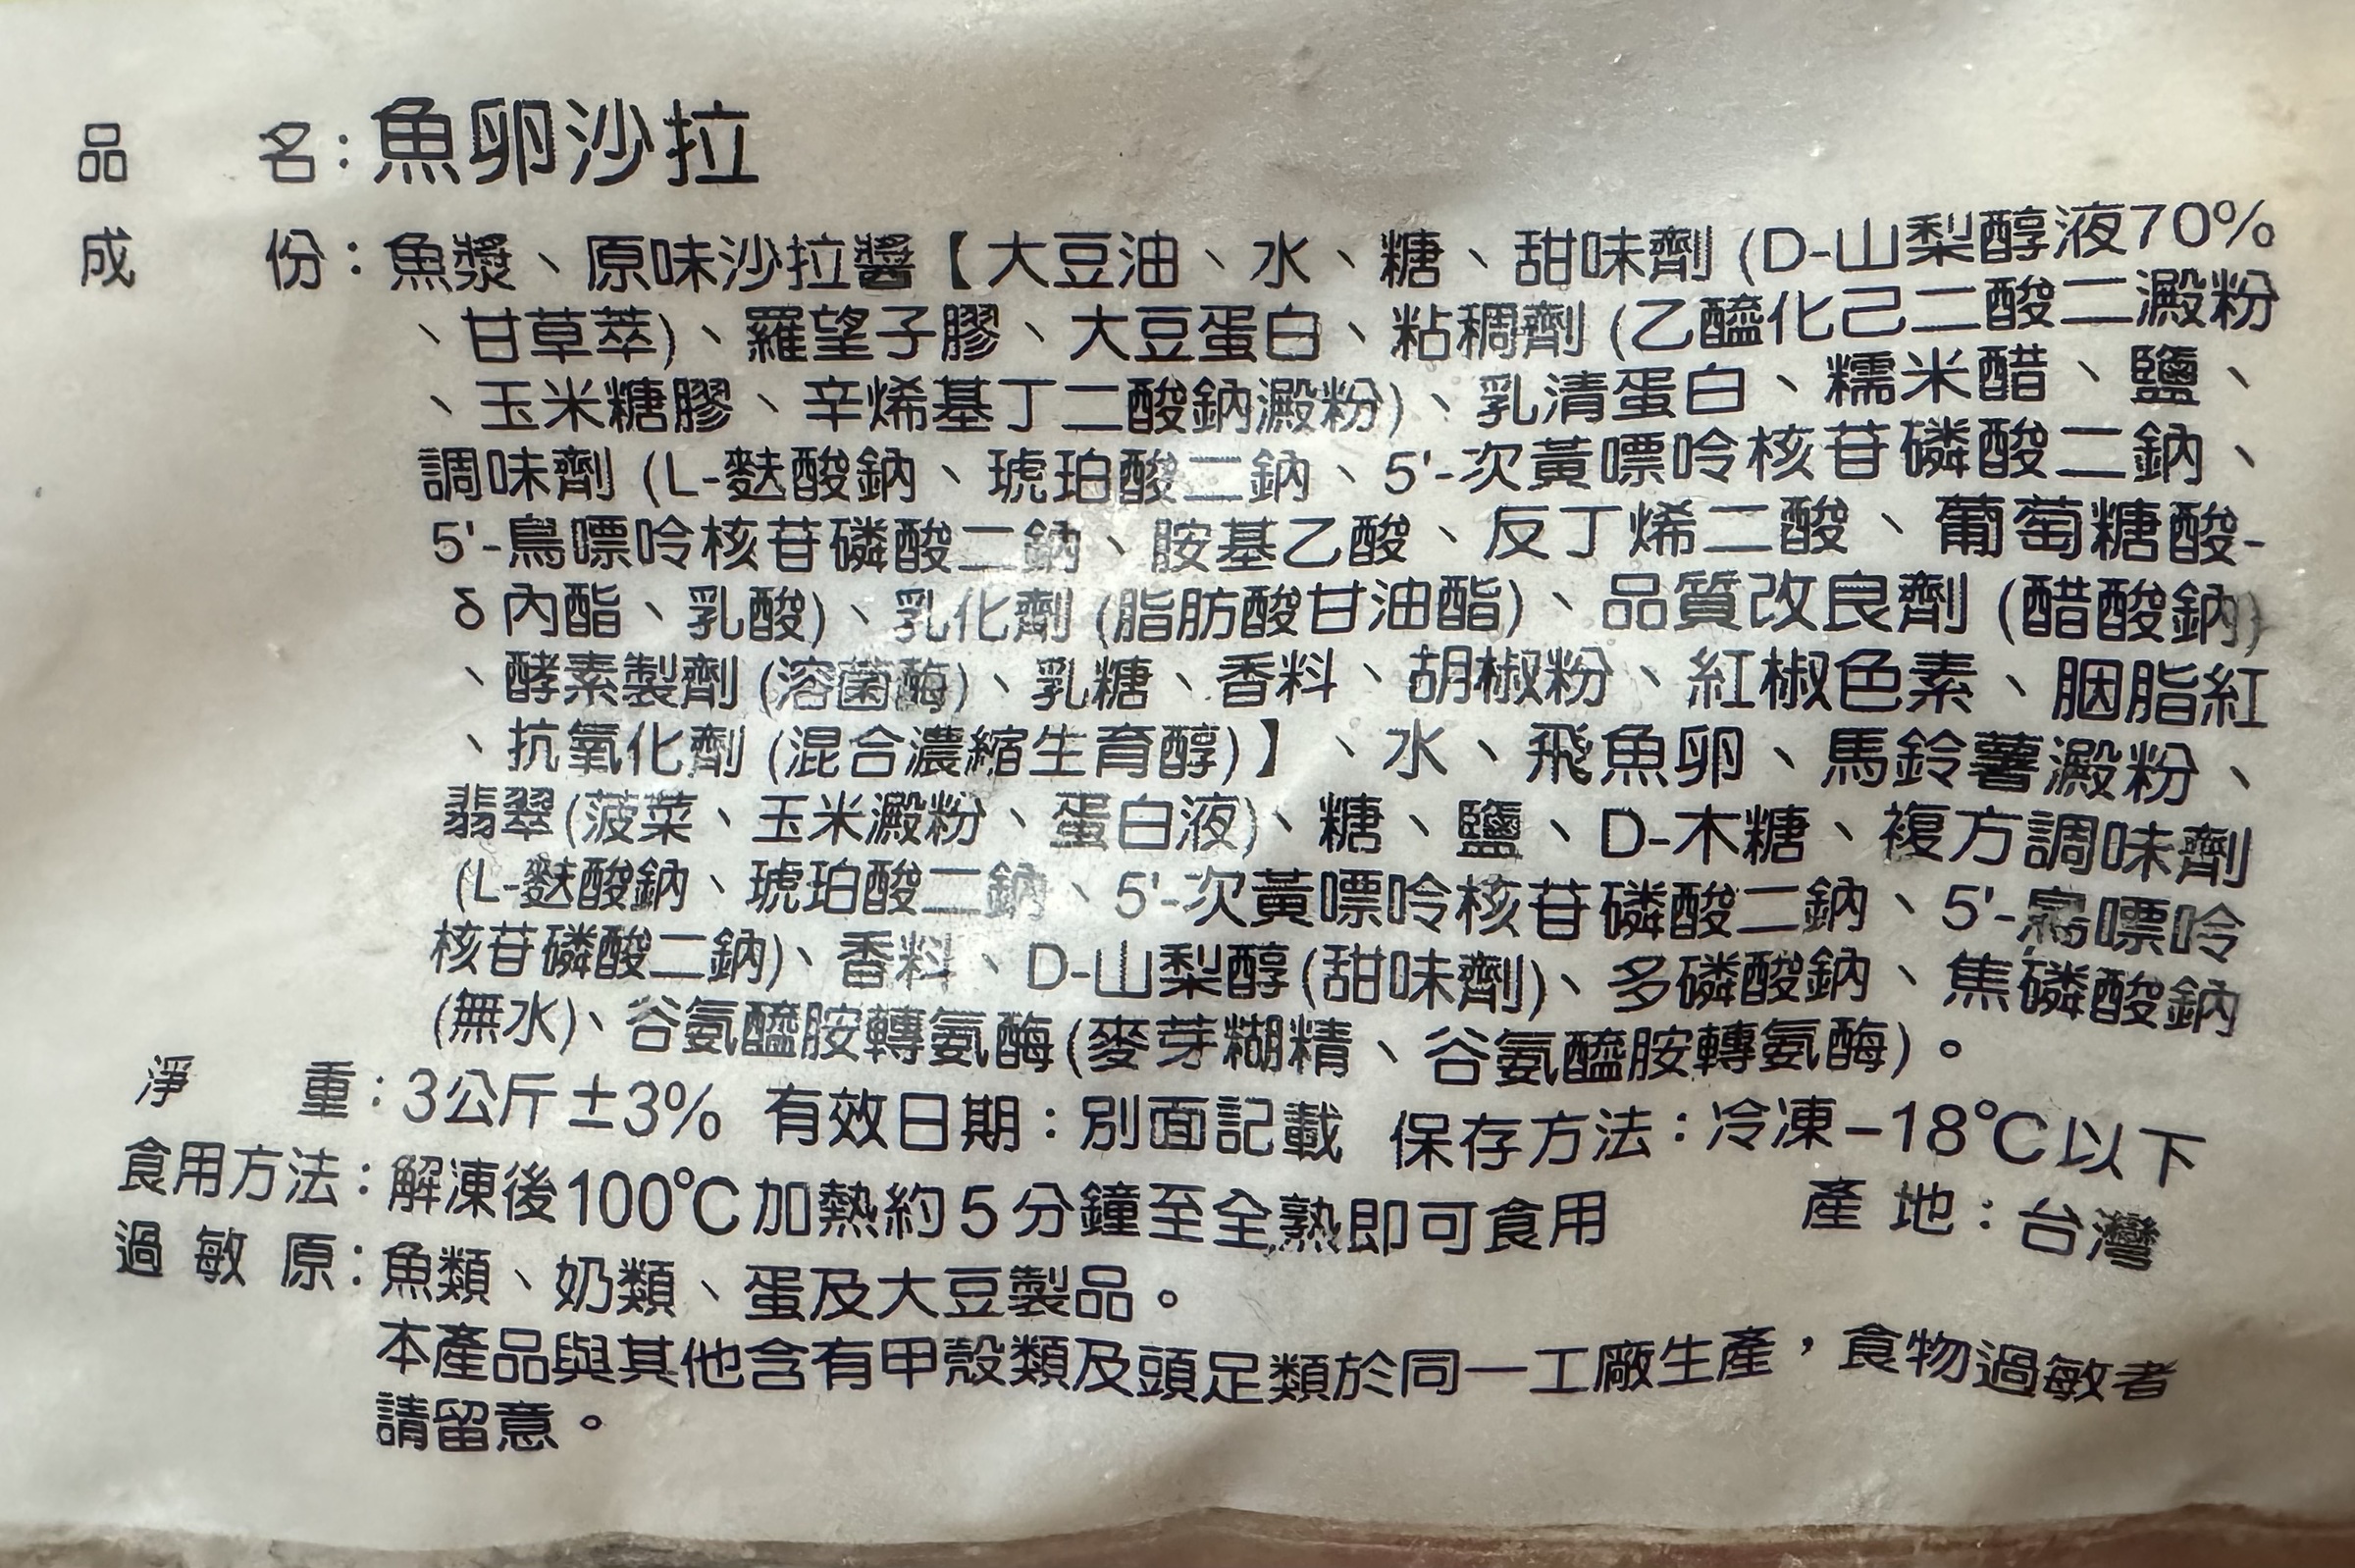 品名：魚卵沙拉
成份：魚漿、原味沙拉醬【大豆油、水、糖、甜味劑(D-山梨醇液70%
、甘草萃)、羅望子膠、大豆蛋白、粘稠劑(乙醯化己二酸二澱粉
、玉米糖膠、辛烯基丁二酸鈉澱粉)、乳清蛋白、糯米醋、鹽、
調味劑(L-麩酸鈉、琥珀酸二鈉、5'-次黃嘌呤核苷磷酸二鈉、
5'-鳥嘌呤核苷磷酸二鈉、胺基乙酸、反丁烯二酸、葡萄糖酸-
δ內酯、乳酸)、乳化劑(脂肪酸甘油酯)、品質改良劑(醋酸鈉)
、酵素製劑(溶菌酶)、乳糖、香料、胡椒粉、紅椒色素、胭脂紅
、抗氧化劑(混合濃縮生育醇)】、水、飛魚卵、馬鈴薯澱粉、
翡翠(菠菜、玉米澱粉、蛋白液)、糖、鹽、D-木糖、複方調味劑
(L-麩酸鈉、琥珀酸二鈉、5'-次黃嘌呤核苷磷酸二鈉、5'-鳥嘌呤
核苷磷酸二鈉)、香料、D-山梨醇(甜味劑)、多磷酸鈉、焦磷酸鈉
(無水)、谷氨醯胺轉氨酶(麥芽糊精、谷氨醯胺轉氨酶)。
淨重：3公斤±3% 有效日期：別面記載 保存方法：冷凍-18℃以下
食用方法：解凍後100℃加熱約5分鐘至全熟即可食用 產地：台灣
過敏原：魚類、奶類、蛋及大豆製品。
本產品與其他含有甲殼類及頭足類於同一工廠生產，食物過敏者
請留意。